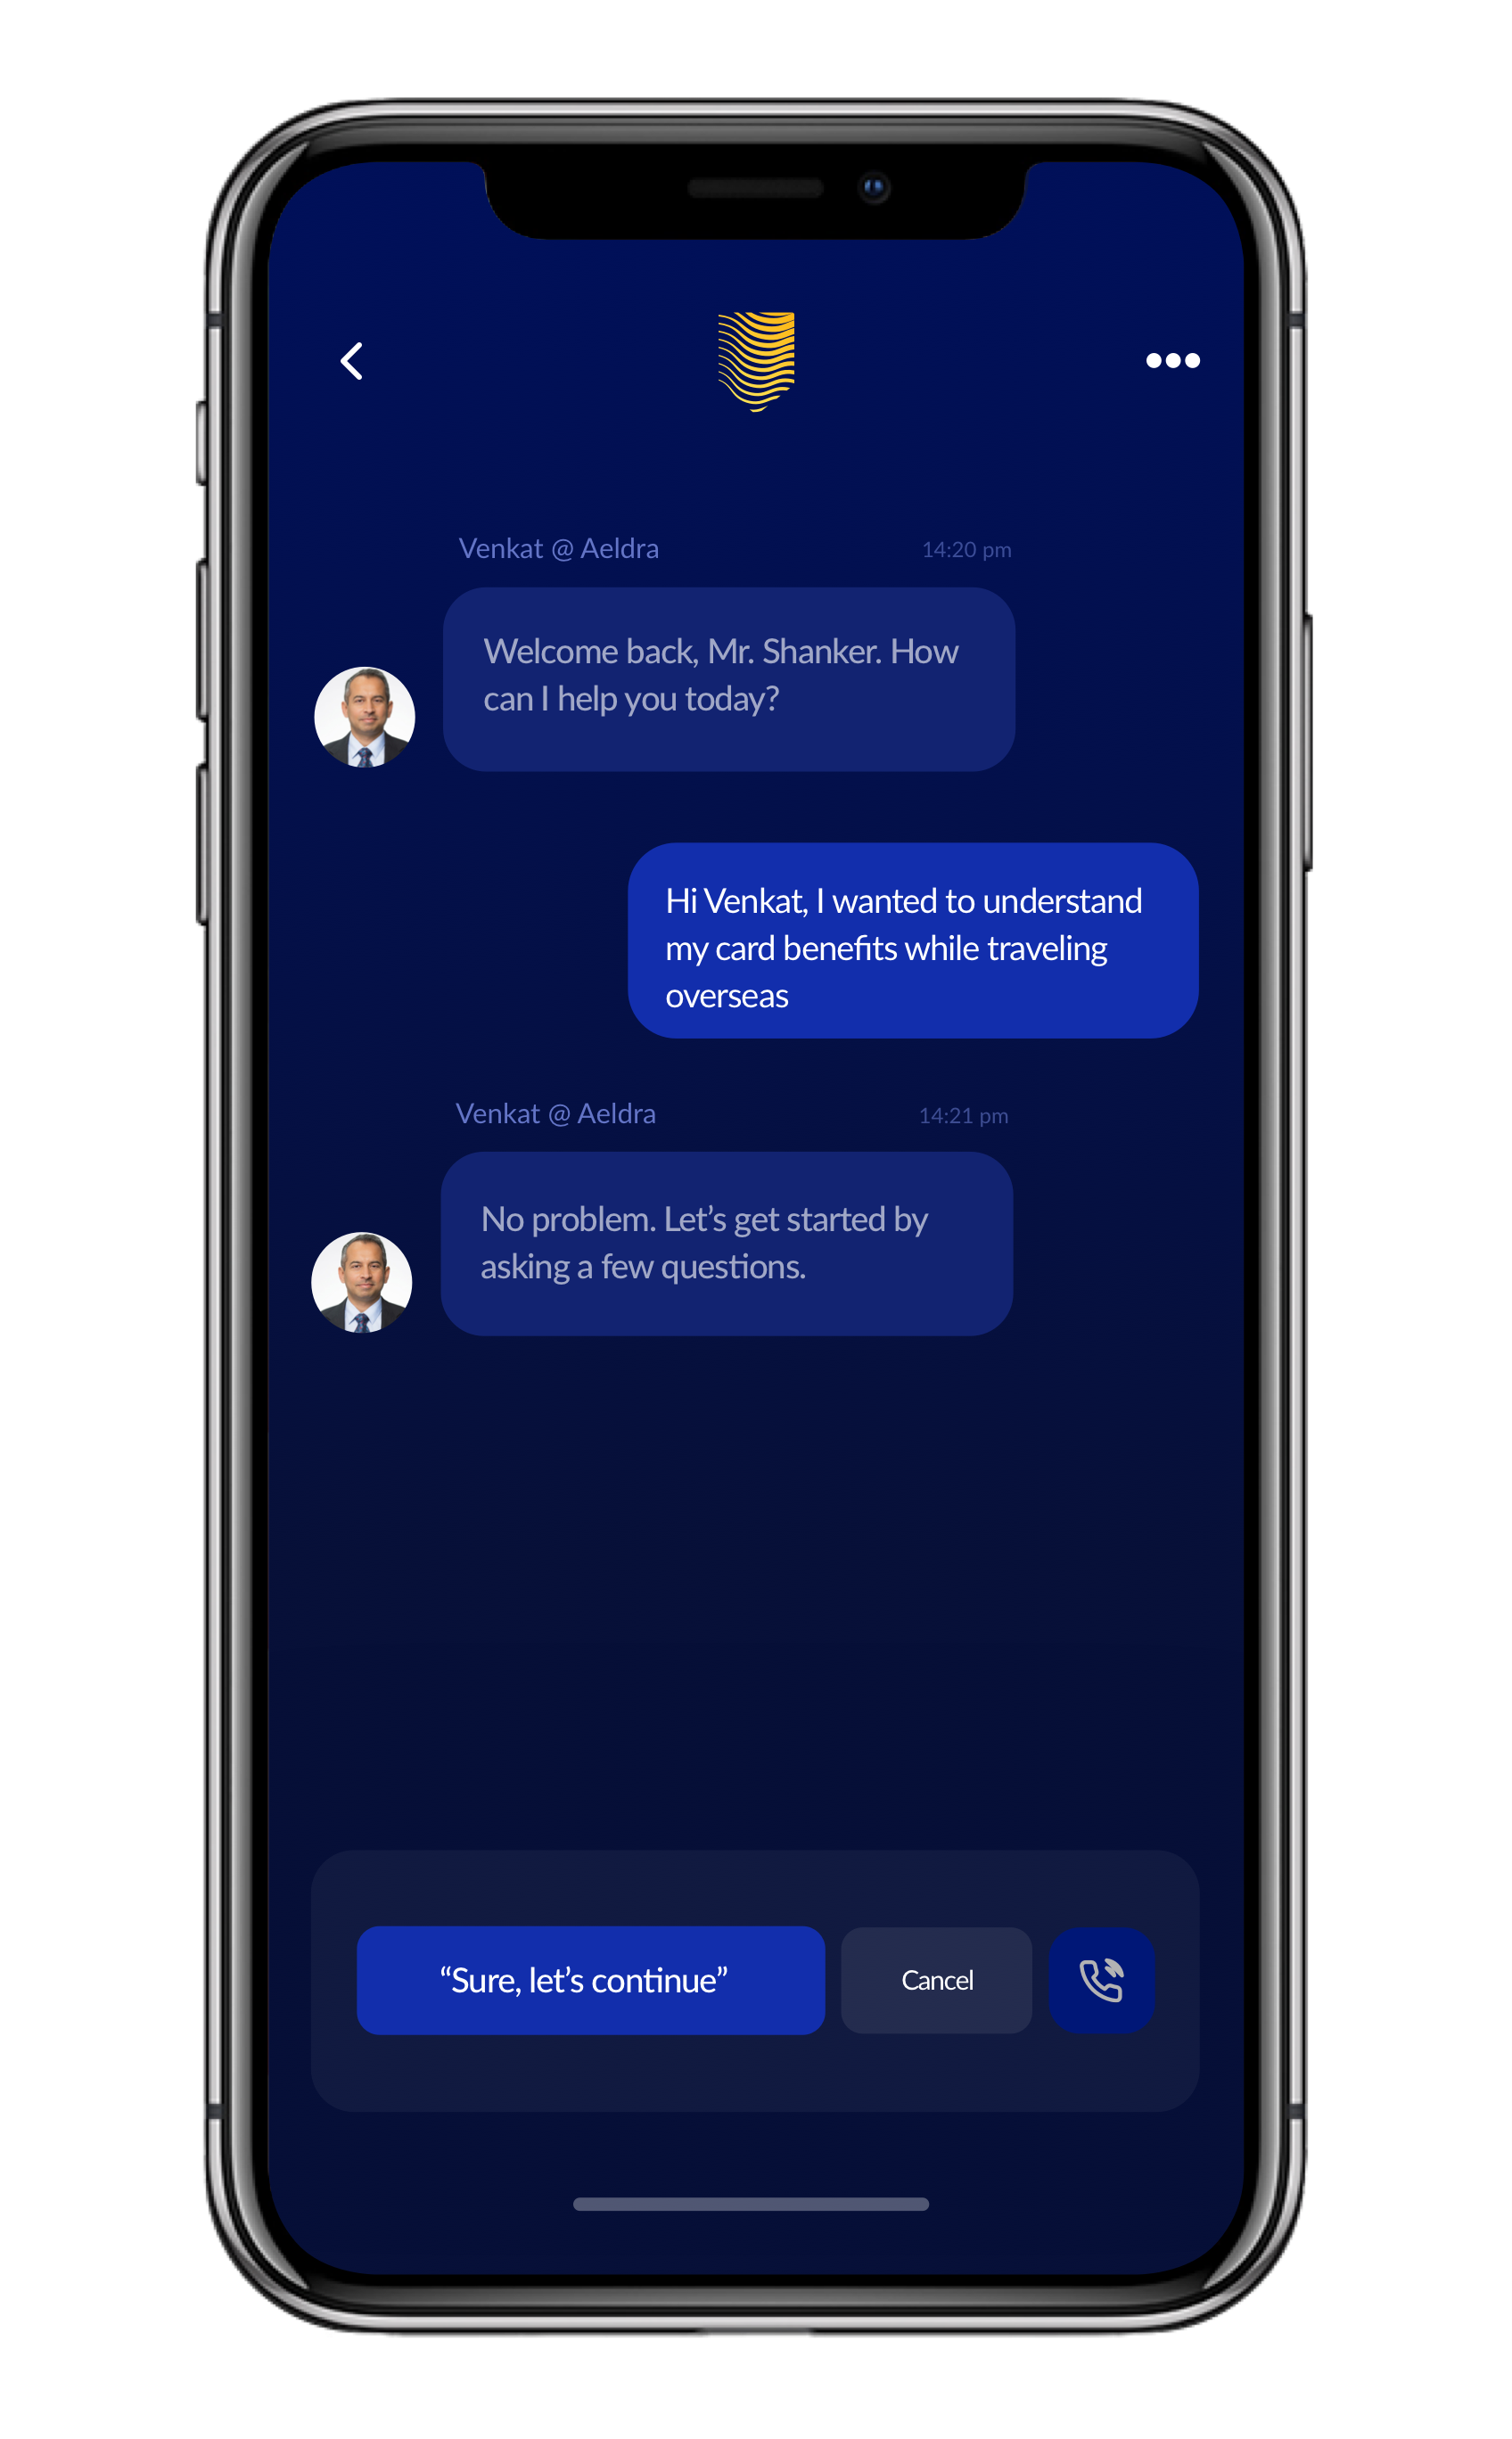 Venkat @ Aeldra 14:20 pm
Welcome back, Mr. Shanker. How
can I help you today?
Hi Venkat, I wanted to understand
my card benefits while traveling
overseas
Venkat @ Aeldra 14:21 pm
No problem. Let’s get started by
asking a few questions.
“Sure, let’s continue” Cancel